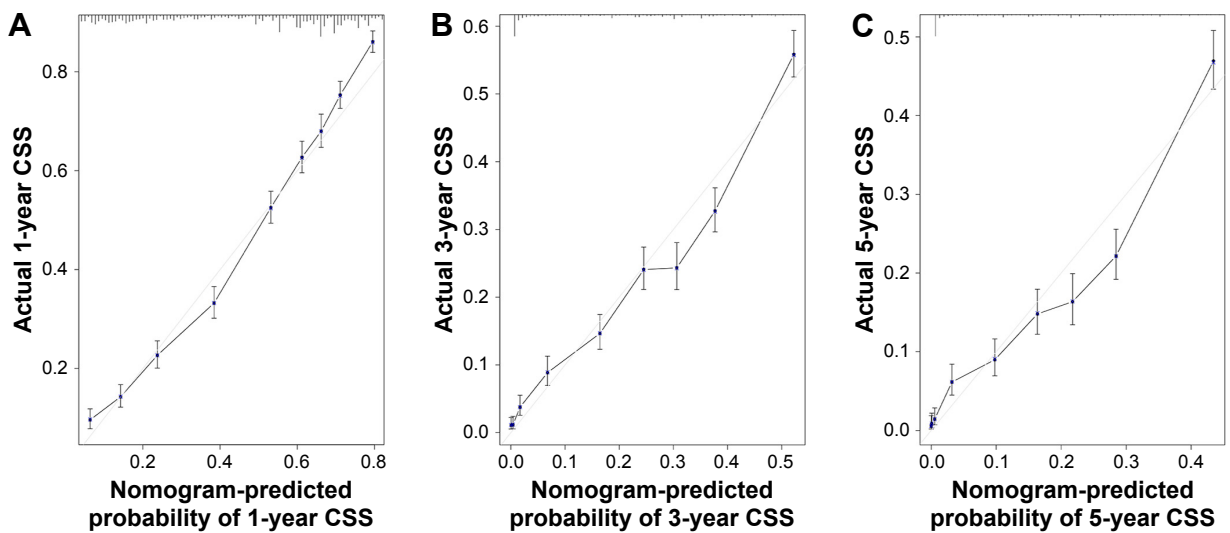 A
Actual 1-year CSS
0.8
0.6
0.4
0.2
0.2 0.4 0.6 0.8
Nomogram-predicted
probability of 1-year CSS
B
Actual 3-year CSS
0.6
0.5
0.4
0.3
0.2
0.1
0.0
0.0 0.1 0.2 0.3 0.4 0.5
Nomogram-predicted
probability of 3-year CSS
C
Actual 5-year CSS
0.5
0.4
0.3
0.2
0.1
0.0
0.0 0.1 0.2 0.3 0.4
Nomogram-predicted
probability of 5-year CSS